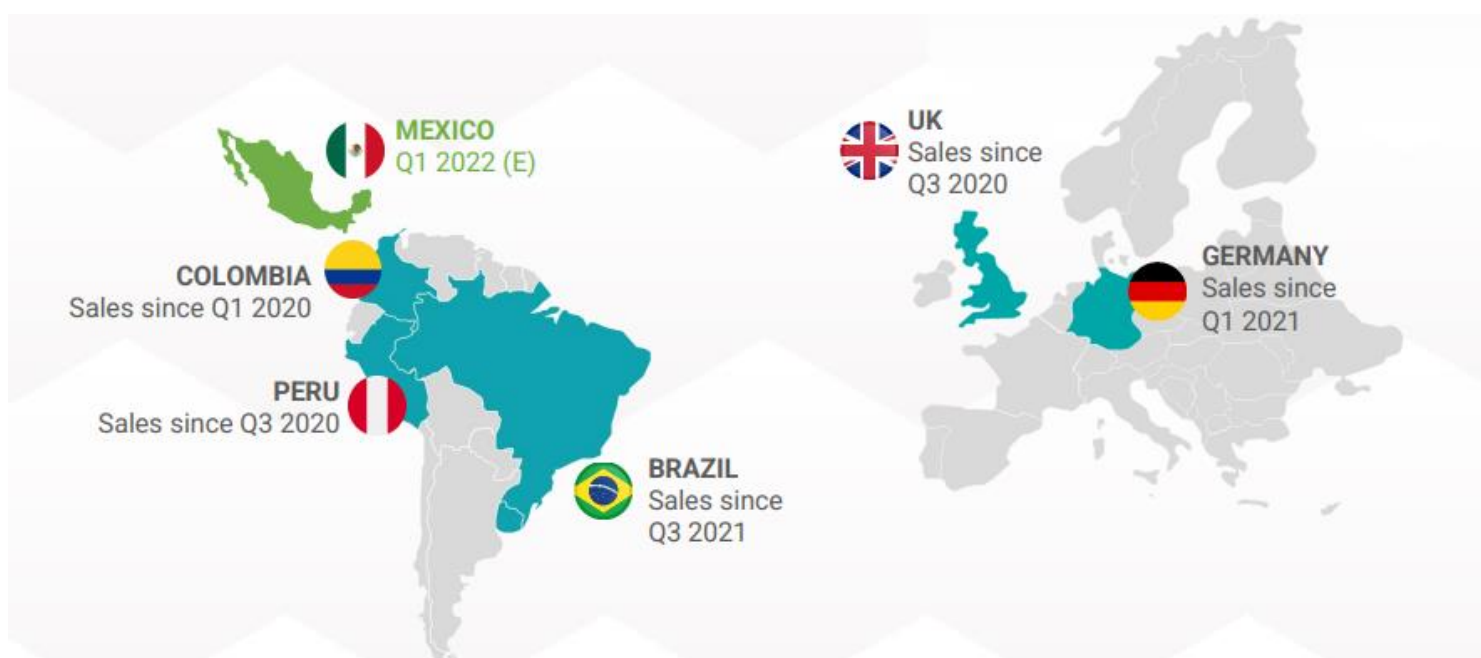 MEXICO
Q1 2022 (E)
COLOMBIA
Sales since Q1 2020
PERU
Sales since Q3 2020
BRAZIL
Sales since
Q3 2021
UK
Sales since
Q3 2020
GERMANY
Sales since
Q1 2021